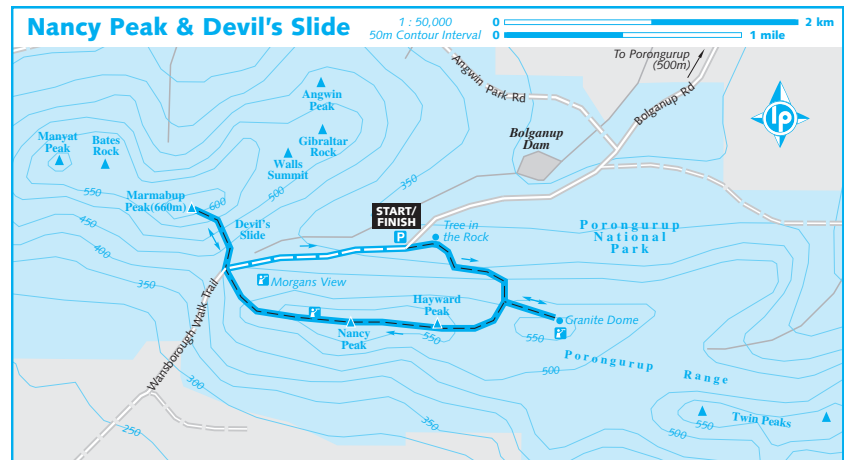 Nancy Peak & Devil's Slide
1 : 50,000
50m Contour Interval
0
2 km
0
1 mile
To Porongurup
(500m)
Angwin Park Rd
Bolganup Rd
lp
Angwin
Peak
Bolganup
Dam
Manyat
Peak
Bates
Rock
Gibraltar
Rock
Walls
Summit
350
550
500
600
Marmabup
Peak(660m)
START/
FINISH
P
450
Devil's
Slide
Tree in
the Rock
Porongurup
National
Park
400
350
Morgans View
Hayward
Peak
Granite Dome
Nancy
Peak
550
550
Wansborough Walk Trail
500
Porongurup
Range
300
350
250
550
500
Twin Peaks